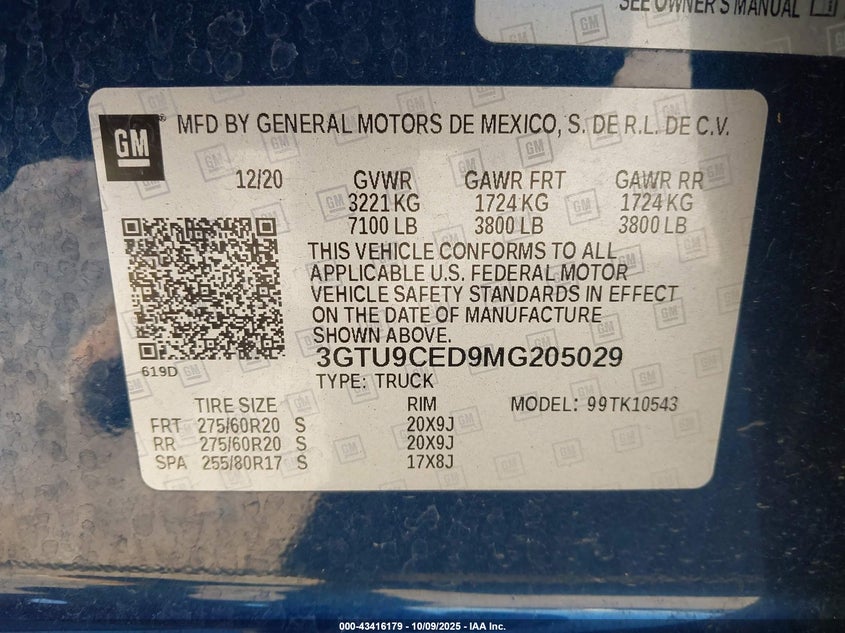 SEE OWNER'S MANUAL
GM
GM ® MFD BY GENERAL MOTORS DE MEXICO, S. DE R.L. DE C.V.
12/20 GVWR GAWR FRT GAWR RR
3221 KG 1724 KG 1724 KG
7100 LB 3800 LB 3800 LB
THIS VEHICLE CONFORMS TO ALL
APPLICABLE U.S. FEDERAL MOTOR
VEHICLE SAFETY STANDARDS IN EFFECT
ON THE DATE OF MANUFACTURE
SHOWN ABOVE.
619D
3GTU9CED9MG205029
TYPE: TRUCK
TIRE SIZE RIM MODEL: 99TK10543
FRT 275/60R20 S 20X9J
RR 275/60R20 S 20X9J
SPA 255/80R17 S 17X8J
000-43416179 - 10/09/2025 - IAA Inc.